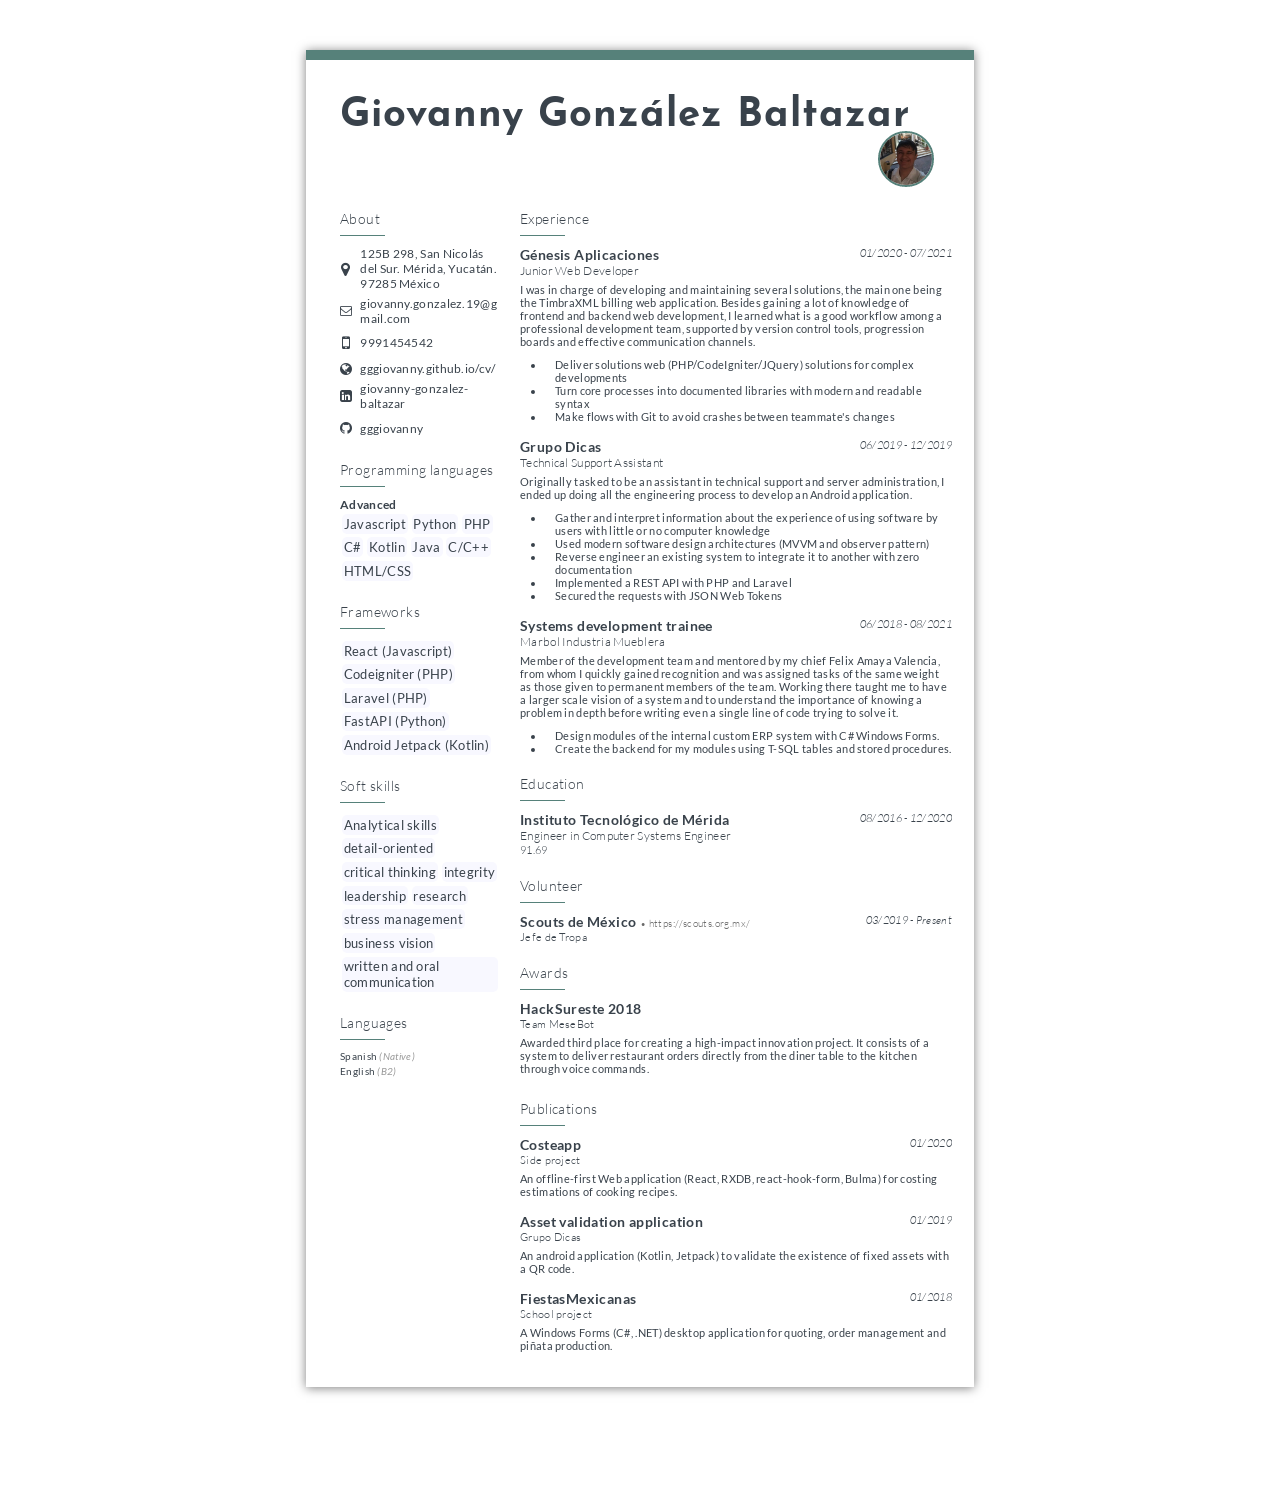 Giovanny González Baltazar
About
125B 298, San Nicolás
del Sur. Mérida, Yucatán.
97285 México
giovanny.gonzalez.19@g
mail.com
9991454542
gggiovanny.github.io/cv/
giovanny-gonzalez-
baltazar
gggiovanny
Programming languages
Advanced
Javascript Python PHP
C# Kotlin Java C/C++
HTML/CSS
Frameworks
React (Javascript)
Codeigniter (PHP)
Laravel (PHP)
FastAPI (Python)
Android Jetpack (Kotlin)
Soft skills
Analytical skills
detail-oriented
critical thinking integrity
leadership research
stress management
business vision
written and oral
communication
Languages
Spanish (Native)
English (B2)
Experience
Génesis Aplicaciones 01/2020 - 07/2021
Junior Web Developer
I was in charge of developing and maintaining several solutions, the main one being
the TimbraXML billing web application. Besides gaining a lot of knowledge of
frontend and backend web development, I learned what is a good workflow among a
professional development team, supported by version control tools, progression
boards and effective communication channels.
• Deliver solutions web (PHP/CodeIgniter/JQuery) solutions for complex
developments
• Turn core processes into documented libraries with modern and readable
syntax
• Make flows with Git to avoid crashes between teammate's changes
Grupo Dicas 06/2019 - 12/2019
Technical Support Assistant
Originally tasked to be an assistant in technical support and server administration, I
ended up doing all the engineering process to develop an Android application.
• Gather and interpret information about the experience of using software by
users with little or no computer knowledge
• Used modern software design architectures (MVVM and observer pattern)
• Reverse engineer an existing system to integrate it to another with zero
documentation
• Implemented a REST API with PHP and Laravel
• Secured the requests with JSON Web Tokens
Systems development trainee 06/2018 - 08/2021
Marbol Industria Mueblera
Member of the development team and mentored by my chief Felix Amaya Valencia,
from whom I quickly gained recognition and was assigned tasks of the same weight
as those given to permanent members of the team. Working there taught me to have
a larger scale vision of a system and to understand the importance of knowing a
problem in depth before writing even a single line of code trying to solve it.
• Design modules of the internal custom ERP system with C# Windows Forms.
• Create the backend for my modules using T-SQL tables and stored procedures.
Education
Instituto Tecnológico de Mérida 08/2016 - 12/2020
Engineer in Computer Systems Engineer
91.69
Volunteer
Scouts de México • https://scouts.org.mx/ 03/2019 - Present
Jefe de Tropa
Awards
HackSureste 2018
Team MeseBot
Awarded third place for creating a high-impact innovation project. It consists of a
system to deliver restaurant orders directly from the diner table to the kitchen
through voice commands.
Publications
Costeapp 01/2020
Side project
An offline-first Web application (React, RXDB, react-hook-form, Bulma) for costing
estimations of cooking recipes.
Asset validation application 01/2019
Grupo Dicas
An android application (Kotlin, Jetpack) to validate the existence of fixed assets with
a QR code.
FiestasMexicanas 01/2018
School project
A Windows Forms (C#, .NET) desktop application for quoting, order management and
piñata production.